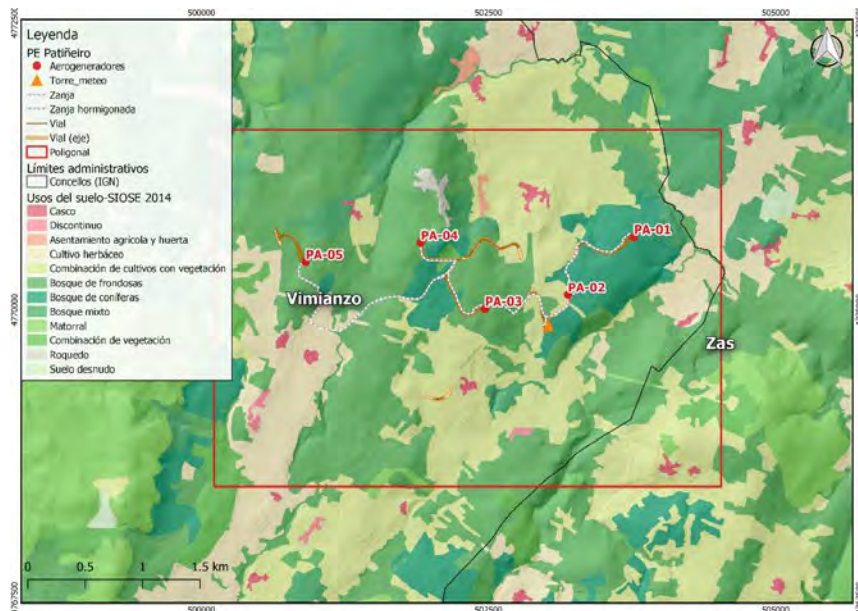 500000 502500 505000
4772500
Leyenda
PE Patiñeiro
Aerogeneradores
Torre_meteo
Zanja
Zanja hormigonada
Vial
Vial (eje)
Poligonal
Límites administrativos
Concellos (IGN)
Usos del suelo-SIOSE 2014
Casco
Discontinuo
Asentamiento agrícola y huerta
Cultivo herbáceo
Combinación de cultivos con vegetación
Bosque de frondosas
Bosque de coníferas
Bosque mixto
Matorral
Combinación de vegetación
Roquedo
Suelo desnudo
PA-01
PA-04
PA-05
PA-02
PA-03
Vimianzo
Zas
4770000
0 0.5 1 1.5 km
4767500
500000 502500 505000